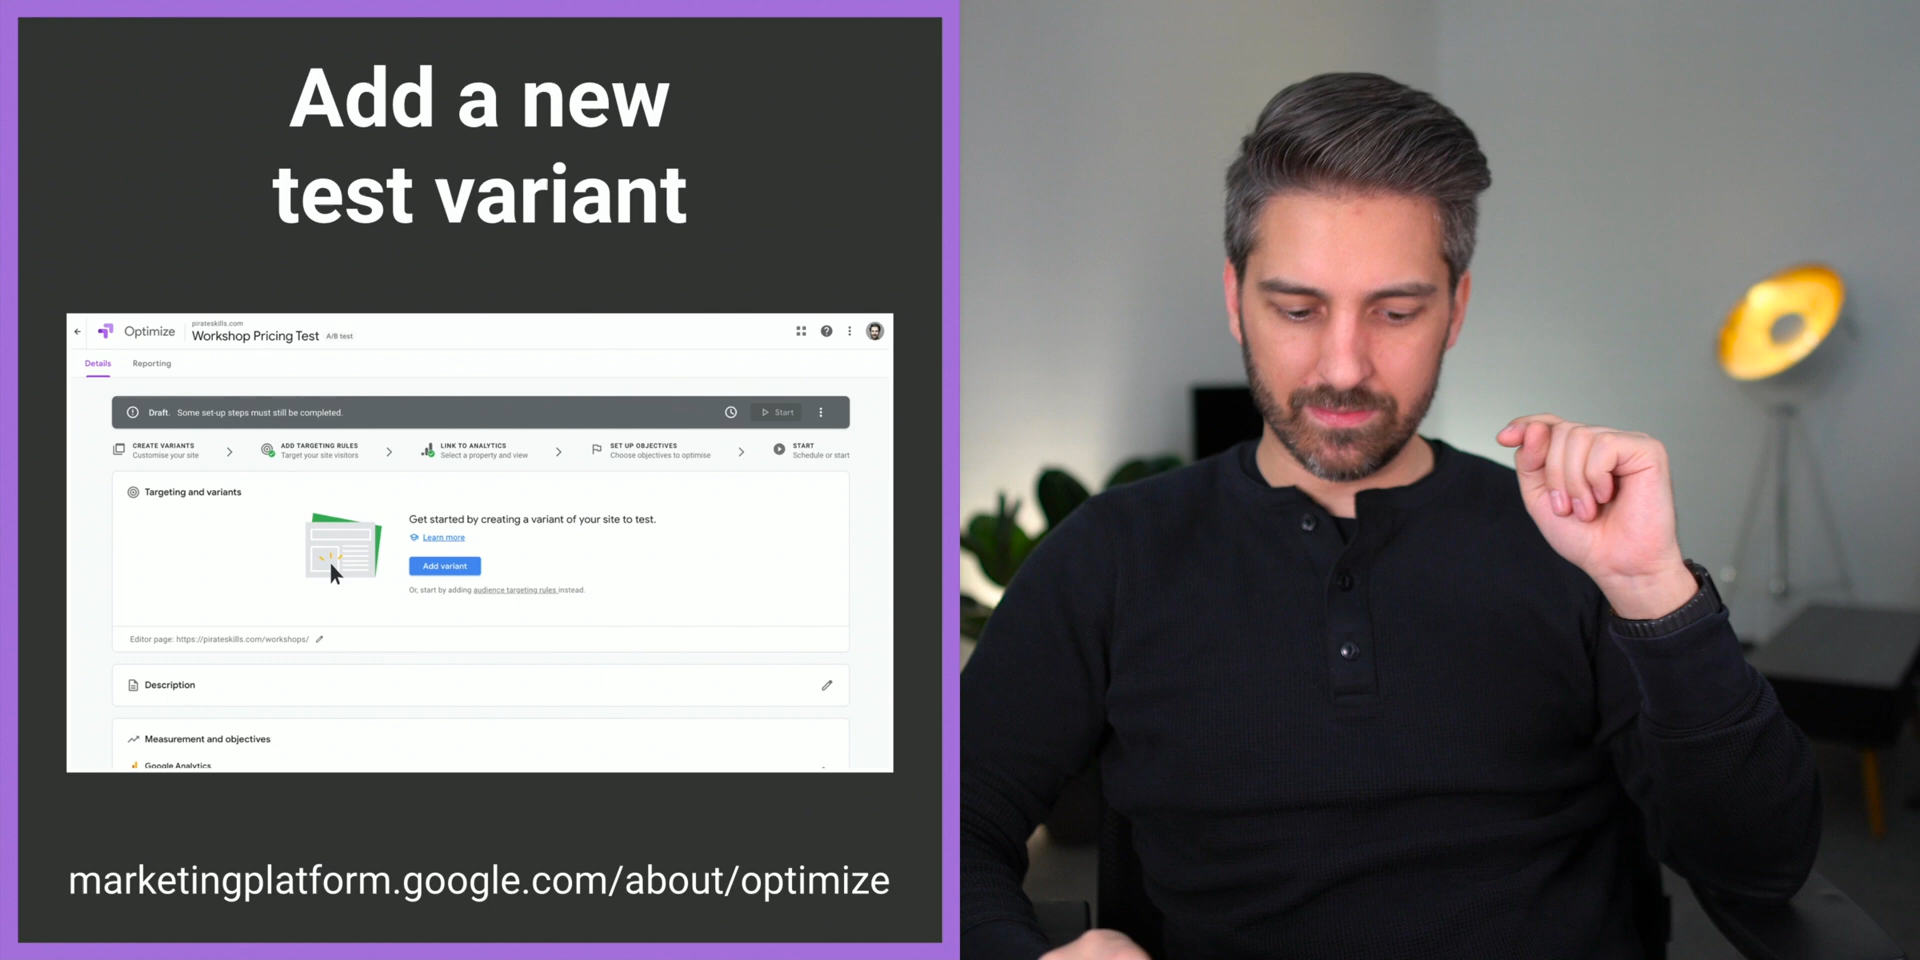 Add a new
test variant
Optimize
pirateskills.com
Workshop Pricing Test A/B test
Details Reporting
Draft. Some set-up steps must still be completed. Start
CREATE VARIANTS
Customise your site
ADD TARGETING RULES
Target your site visitors
LINK TO ANALYTICS
Select a property and view
SET UP OBJECTIVES
Choose objectives to optimise
START
Schedule or start
Targeting and variants
Get started by creating a variant of your site to test.
Learn more
Add variant
Or, start by adding audience targeting rules instead.
Editor page: https://pirateskills.com/workshops/
Description
Measurement and objectives
Google Analytics
marketingplatform.google.com/about/optimize